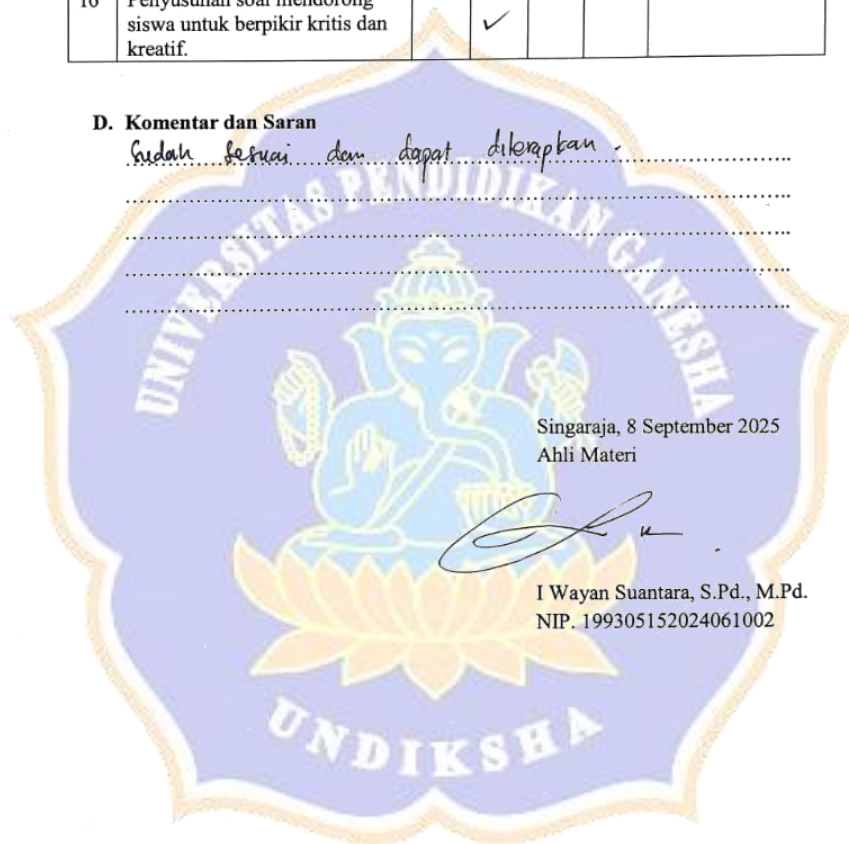 16 Penyusunan soal mendorong
siswa untuk berpikir kritis dan
kreatif.
✓
D. Komentar dan Saran
Sudah sesuai dan dapat diterapkan.
UNIVERSITAS PENDIDIKAN GANESHA
Singaraja, 8 September 2025
Ahli Materi
I Wayan Suantara, S.Pd., M.Pd.
NIP. 199305152024061002
UNDIKSHA